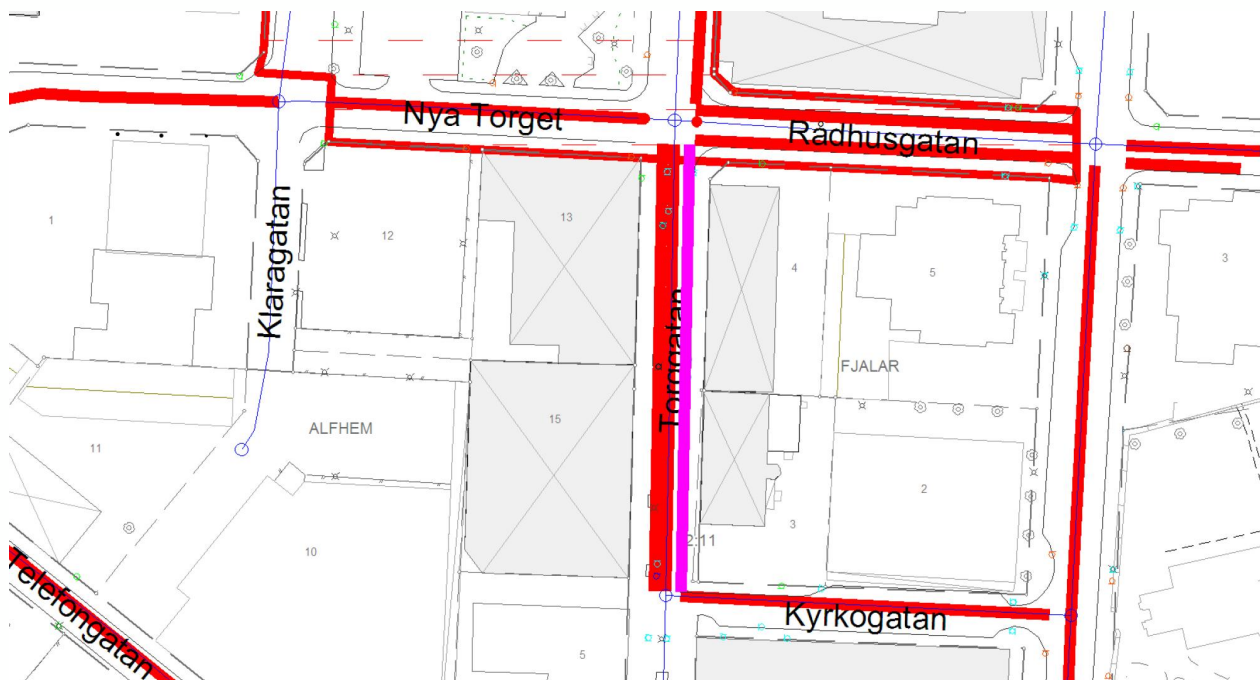 Nya Torget
Radhusgatan
1
12
13
4
5
3
Klaragatan
Torggatan
FJALAR
ALFHEM
15
11
10
2
3
2:11
Telefongatan
Kyrkogatan
5